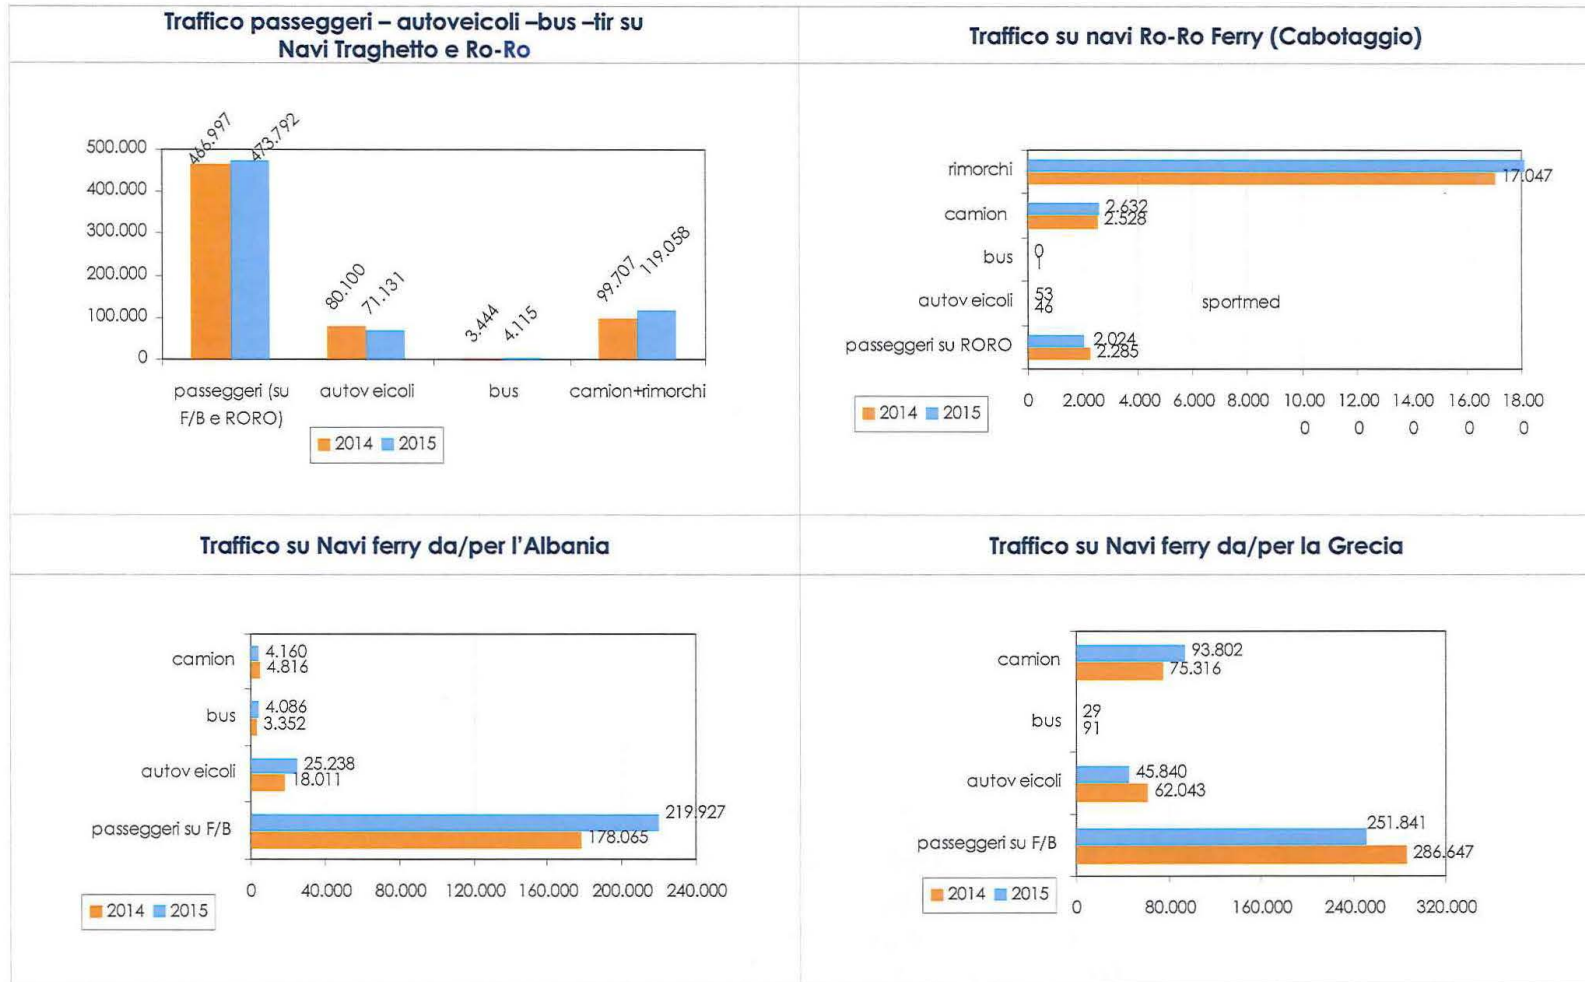 Traffico passeggeri – autoveicoli –bus –tir su
Navi Traghetto e Ro-Ro
500.000
400.000
300.000
200.000
100.000
0
466.997
473.792
80.100
71.131
3.444
4.115
99.707
119.058
passeggeri (su
F/B e RORO)
autov eicoli
bus
camion+rimorchi
2014 2015
Traffico su navi Ro-Ro Ferry (Cabotaggio)
rimorchi
17.047
camion
2.632
2.528
bus
0
1
autov eicoli
53
46
sportmed
passeggeri su RORO
2.024
2.285
0 2.000 4.000 6.000 8.000 10.00 12.00 14.00 16.00 18.00
0 0 0 0 0
2014 2015
Traffico su Navi ferry da/per l'Albania
camion
4.160
4.816
bus
4.086
3.352
autov eicoli
25.238
18.011
passeggeri su F/B
219.927
178.065
0 40.000 80.000 120.000 160.000 200.000 240.000
2014 2015
Traffico su Navi ferry da/per la Grecia
camion
93.802
75.316
bus
29
91
autov eicoli
45.840
62.043
passeggeri su F/B
251.841
286.647
0 80.000 160.000 240.000 320.000
2014 2015